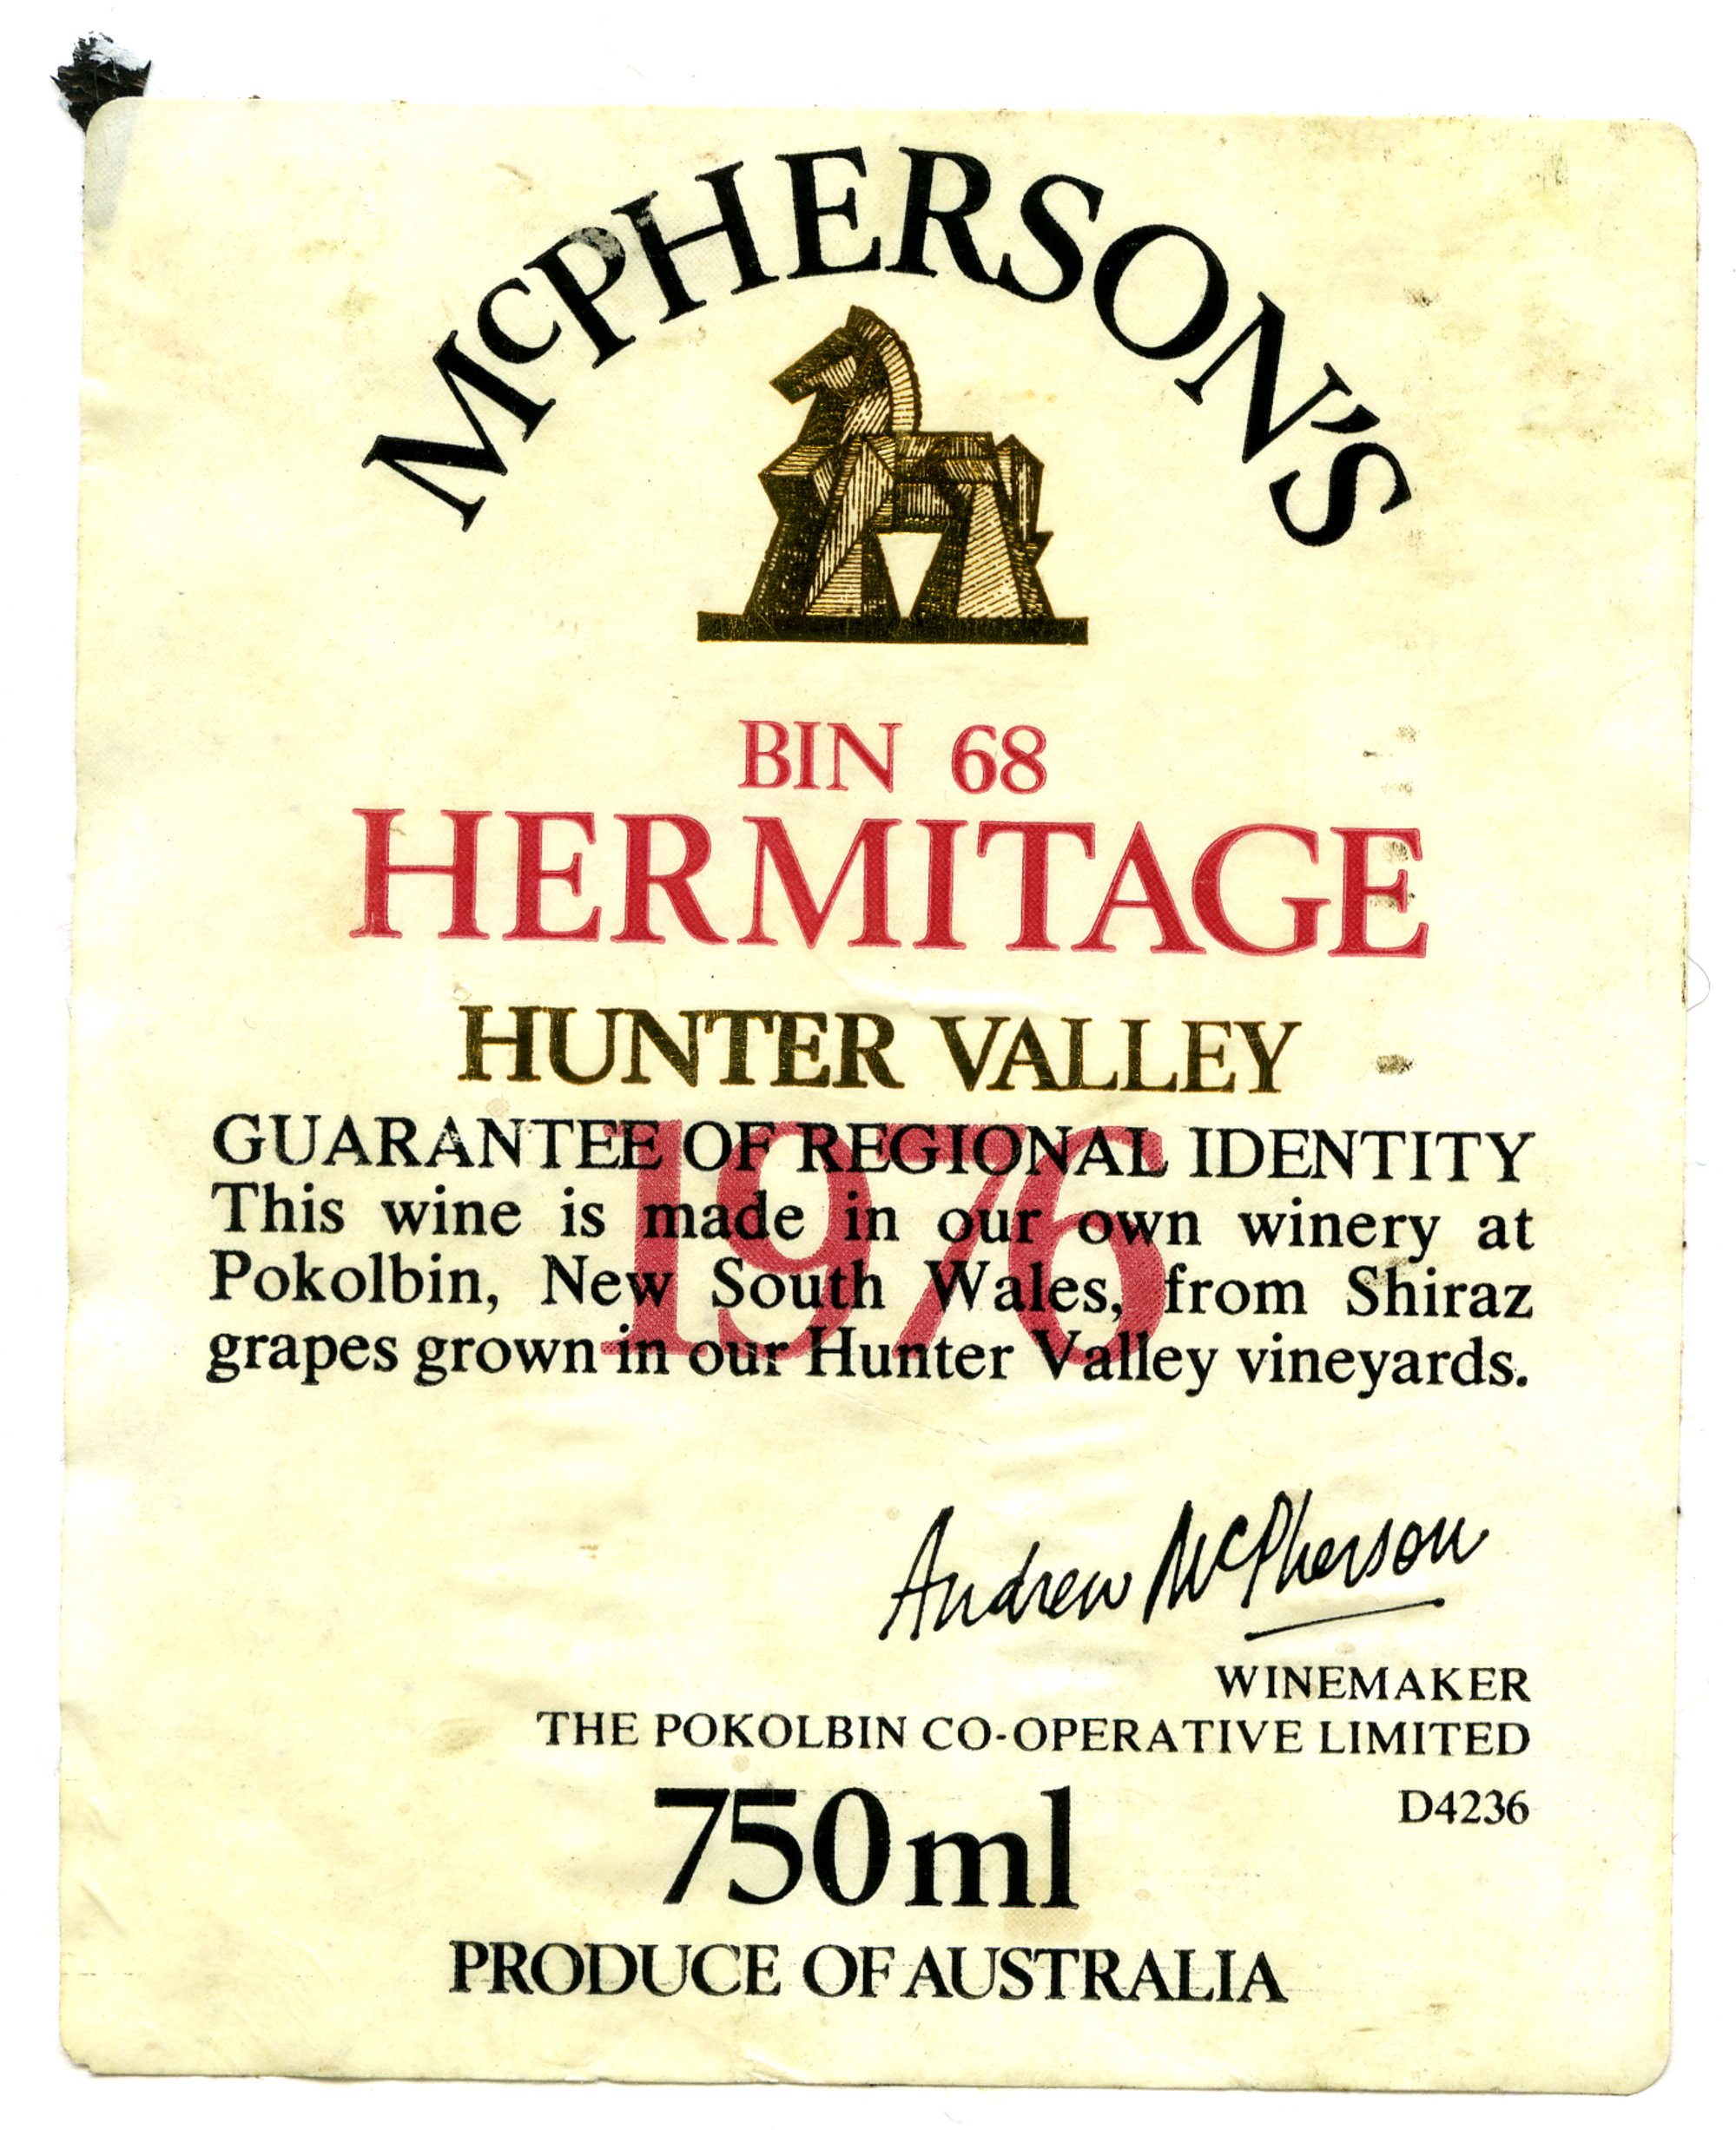 McPHERSON'S
BIN 68
HERMITAGE
HUNTER VALLEY
1976
GUARANTEE OF REGIONAL IDENTITY
This wine is made in our own winery at
Pokolbin, New South Wales, from Shiraz
grapes grown in our Hunter Valley vineyards.
Andrew McPherson
WINEMAKER
THE POKOLBIN CO-OPERATIVE LIMITED
D4236
750ml
PRODUCE OF AUSTRALIA